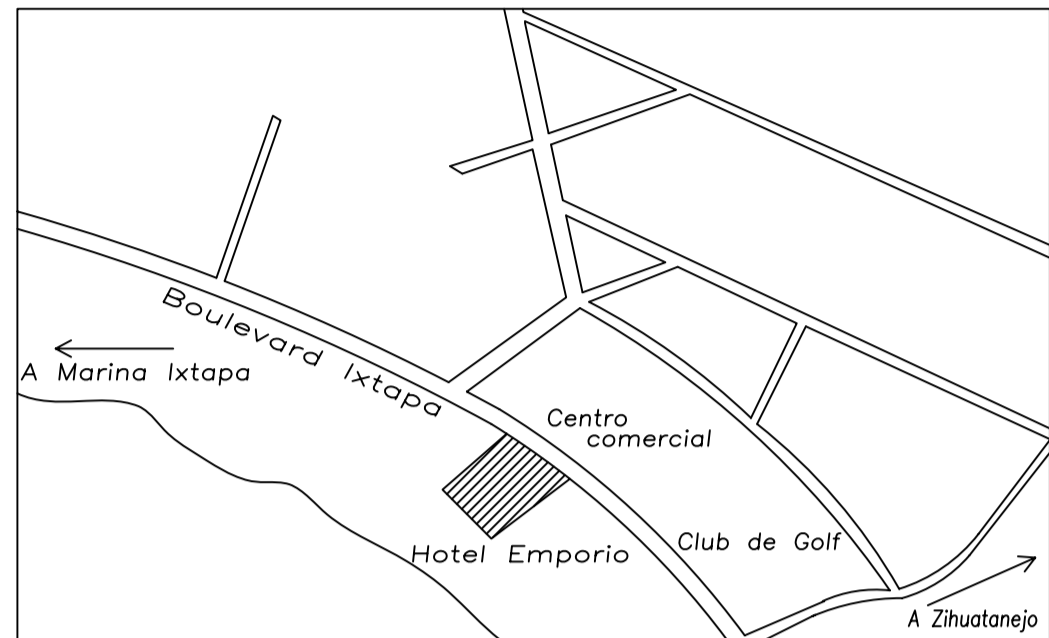 Boulevard Ixtapa
A Marina Ixtapa
Centro
comercial
Hotel Emporio
Club de Golf
A Zihuatanejo